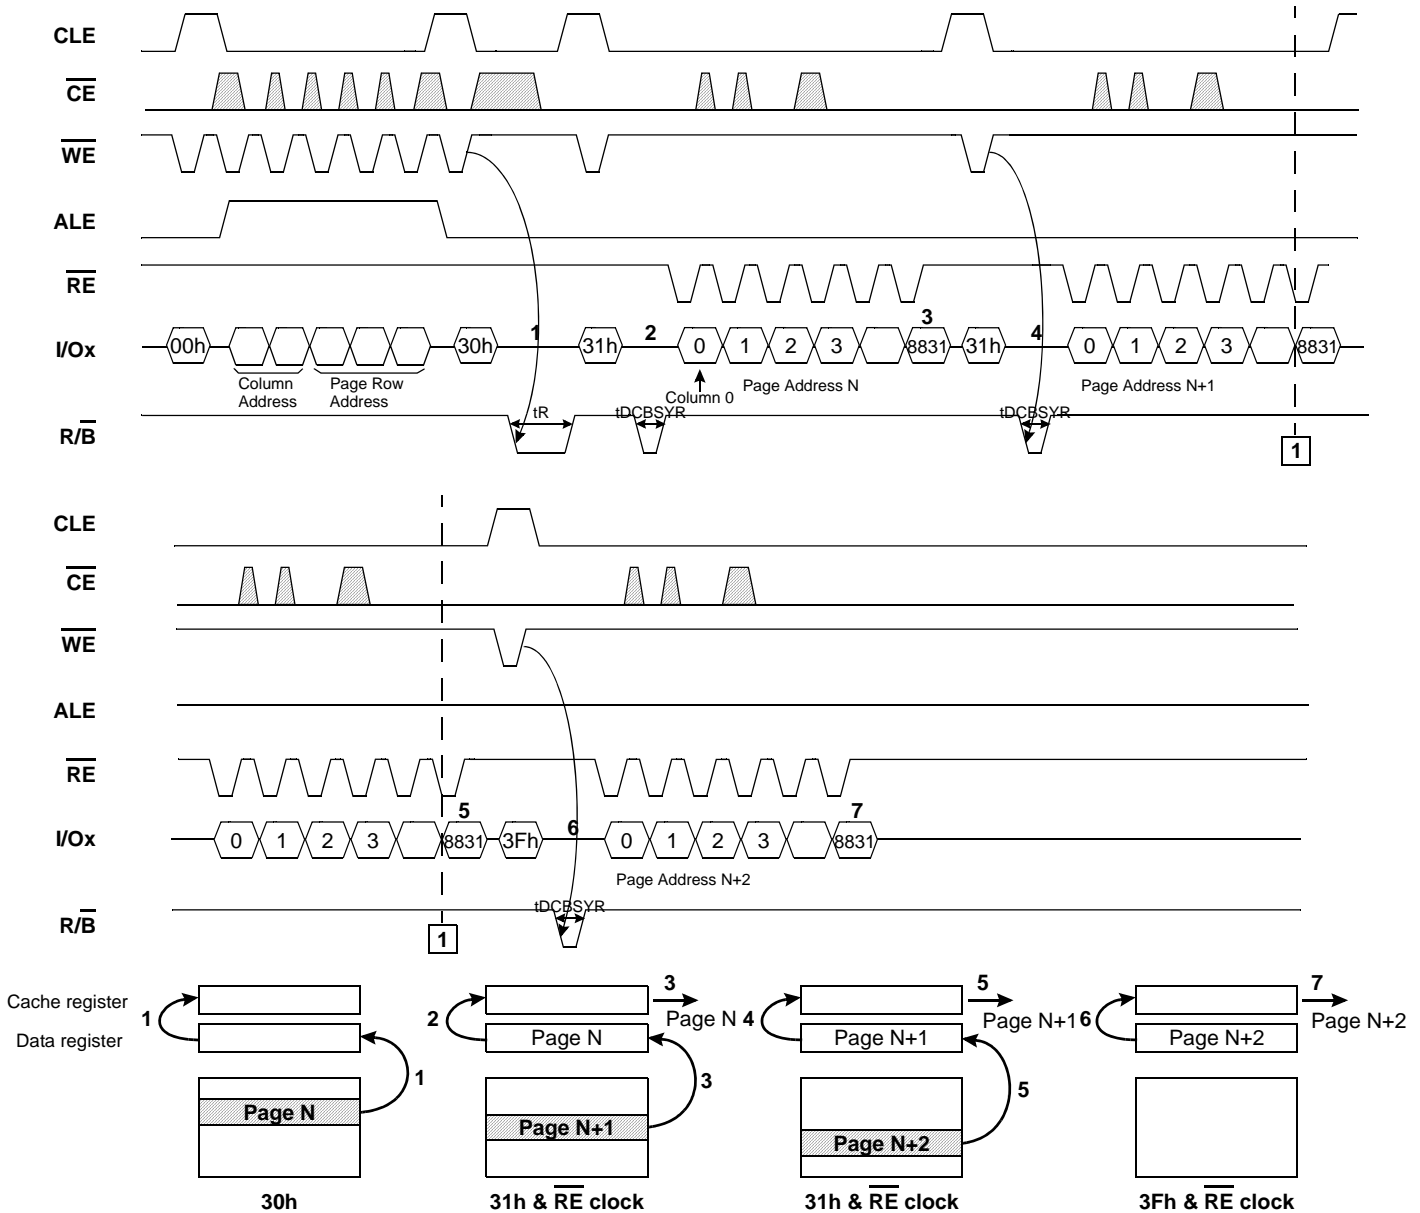 CLE
CE
WE
ALE
RE
1 2 3 4
I/Ox 00h 30h 31h 0 1 2 3 8831 31h 0 1 2 3 8831
Column Address
Page Row Address
Column 0
Page Address N
Page Address N+1
tR tDCBSYR tDCBSYR
R/B
1
CLE
CE
WE
ALE
RE
5 6 7
I/Ox 0 1 2 3 8831 3Fh 0 1 2 3 8831
Page Address N+2
tDCBSYR
R/B
1
3 5 7
Cache register
1 2 Page N 4 Page N+1 6 Page N+2
Data register Page N Page N+1 Page N+2
1 3 5
Page N Page N+1 Page N+2
30h 31h & RE clock 31h & RE clock 3Fh & RE clock